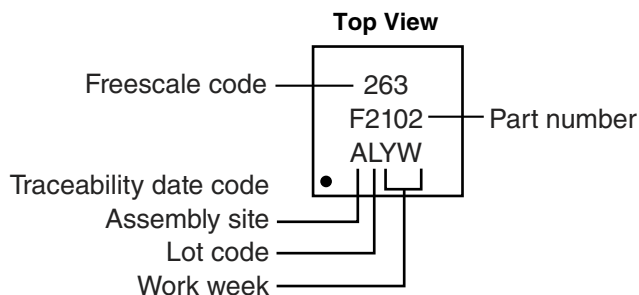 Top View
Freescale code
263
F2102
Part number
ALYW
Traceability date code
Assembly site
Lot code
Work week